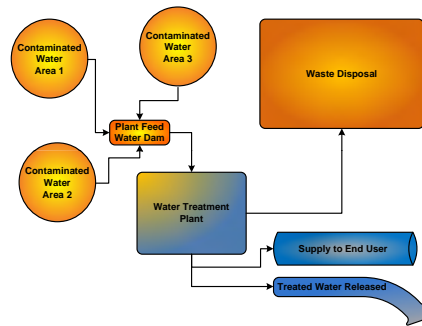 Contaminated
Water
Area 1
Contaminated
Water
Area 3
Waste Disposal
Plant Feed
Water Dam
Contaminated
Water
Area 2
Water Treatment
Plant
Supply to End User
Treated Water Released